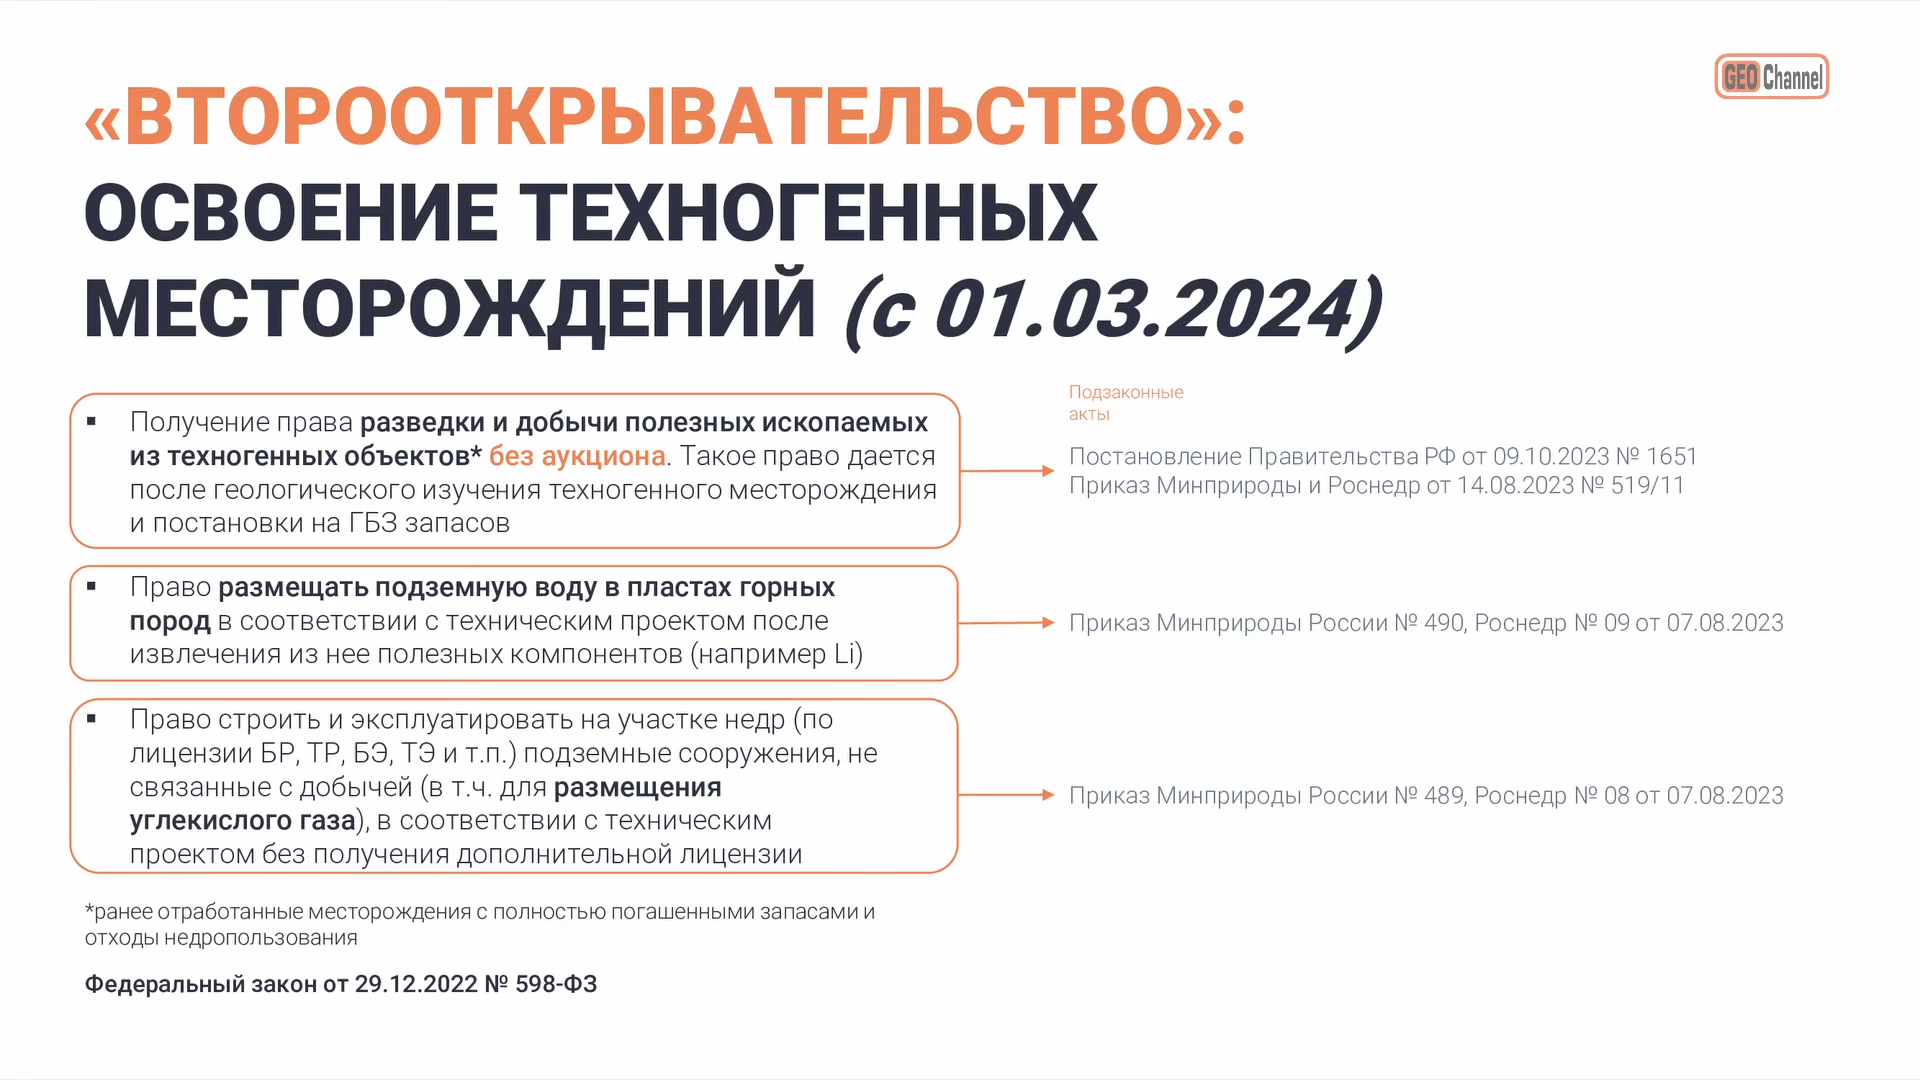 GEO Channel
«ВТОРООТКРЫВАТЕЛЬСТВО»:
ОСВОЕНИЕ ТЕХНОГЕННЫХ
МЕСТОРОЖДЕНИЙ (с 01.03.2024)
▪ Получение права разведки и добычи полезных ископаемых
из техногенных объектов* без аукциона. Такое право дается
после геологического изучения техногенного месторождения
и постановки на ГБЗ запасов
Подзаконные
акты
Постановление Правительства РФ от 09.10.2023 № 1651
Приказ Минприроды и Роснедр от 14.08.2023 № 519/11
▪ Право размещать подземную воду в пластах горных
пород в соответствии с техническим проектом после
извлечения из нее полезных компонентов (например Li)
Приказ Минприроды России № 490, Роснедр № 09 от 07.08.2023
▪ Право строить и эксплуатировать на участке недр (по
лицензии БР, ТР, БЭ, ТЭ и т.п.) подземные сооружения, не
связанные с добычей (в т.ч. для размещения
углекислого газа), в соответствии с техническим
проектом без получения дополнительной лицензии
Приказ Минприроды России № 489, Роснедр № 08 от 07.08.2023
*ранее отработанные месторождения с полностью погашенными запасами и
отходы недропользования
Федеральный закон от 29.12.2022 № 598-ФЗ